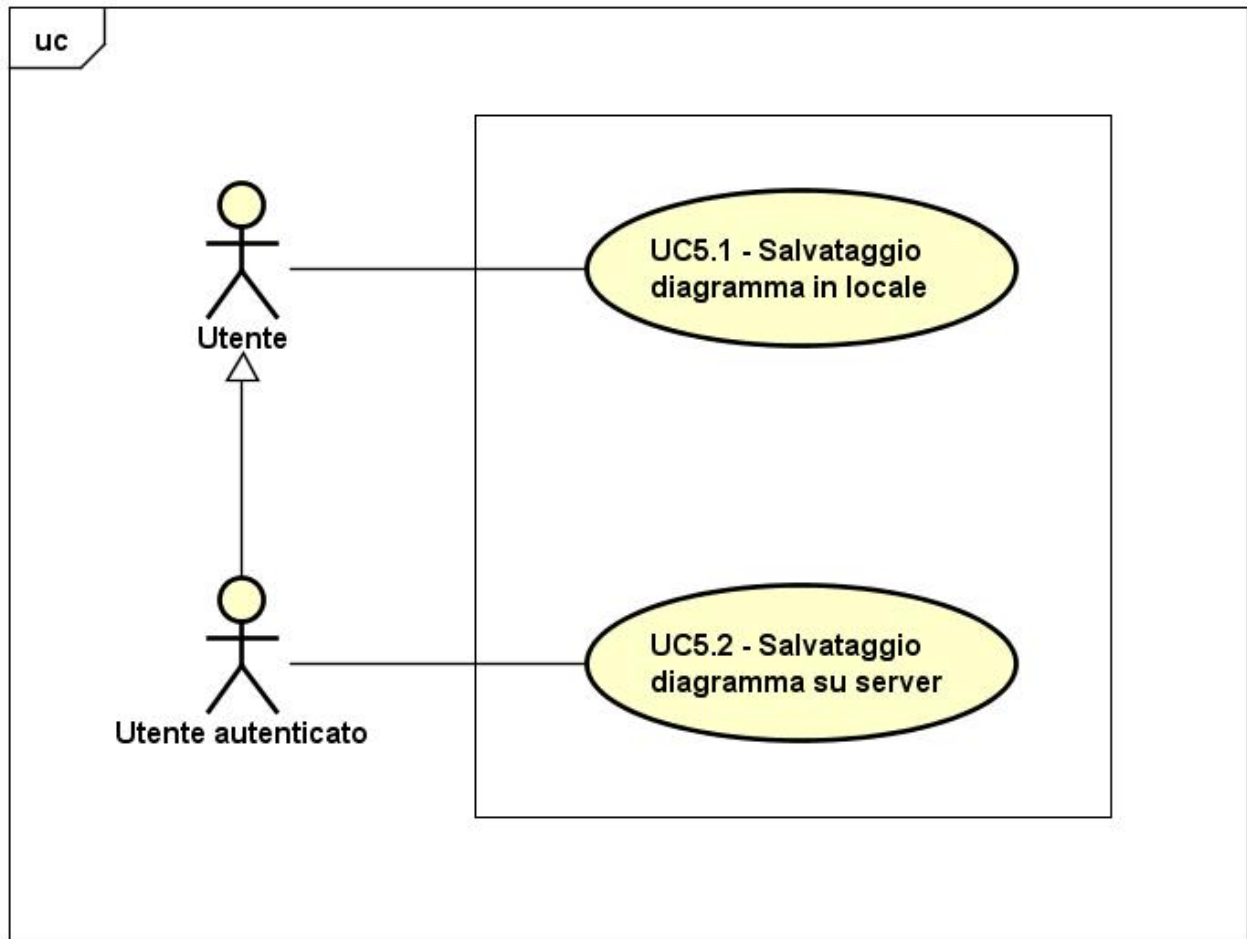 uc
UC5.1 - Salvataggio
diagramma in locale
Utente
UC5.2 - Salvataggio
diagramma su server
Utente autenticato